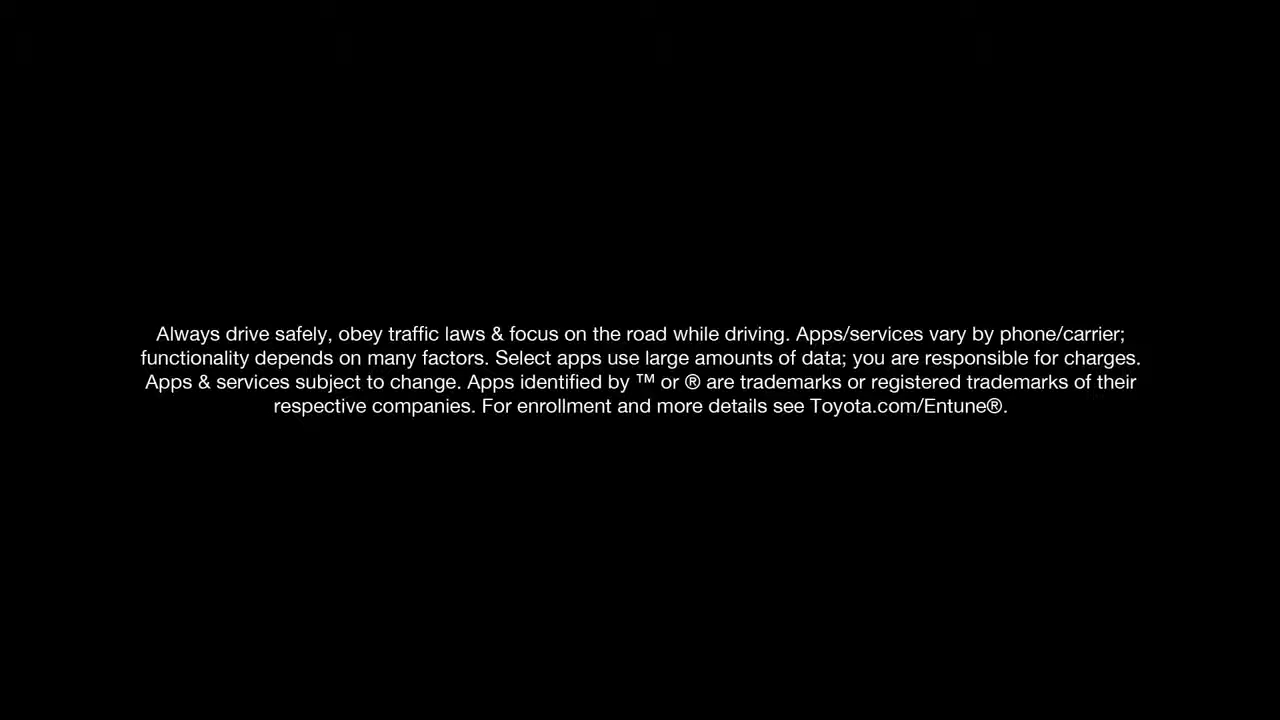 Always drive safely, obey traffic laws & focus on the road while driving. Apps/services vary by phone/carrier;
functionality depends on many factors. Select apps use large amounts of data; you are responsible for charges.
Apps & services subject to change. Apps identified by ™ or ® are trademarks or registered trademarks of their
respective companies. For enrollment and more details see Toyota.com/Entune®.